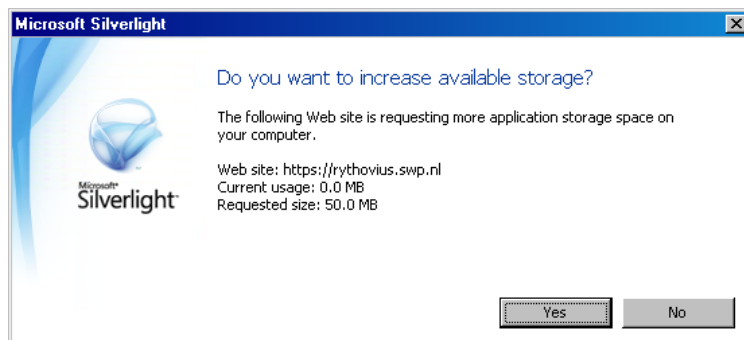 Microsoft Silverlight
Do you want to increase available storage?
The following Web site is requesting more application storage space on
your computer.
Web site: https://rythovius.swp.nl
Current usage: 0.0 MB
Requested size: 50.0 MB
Microsoft®
Silverlight™
Yes
No